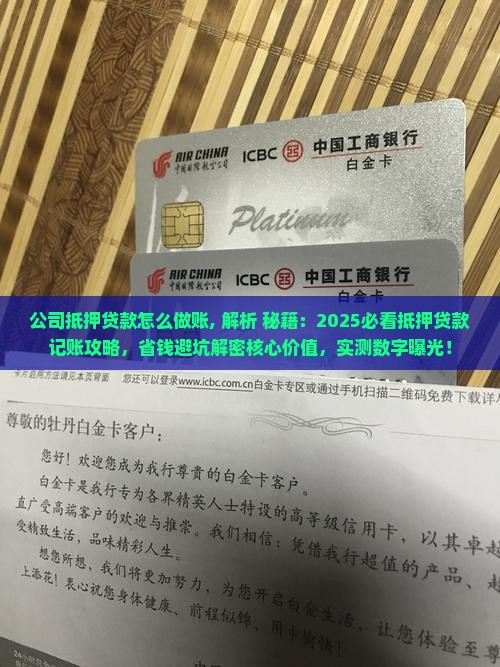 AIR CHINA
中国国际航空公司
ICBC 中国工商银行
白金卡
Platinum
AIR CHINA
中国国际航空公司
ICBC 中国工商银行
白金卡
公司抵押贷款怎么做账, 解析 秘籍：2025必看抵押贷款
记账攻略，省钱避坑解密核心价值，实测数字曝光！
卡片启用方法请见本页背面
欢迎您登录www.icbc.com.cn白金卡专区或通过手机扫描二维码免费下载详
尊敬的牡丹白金卡客户：
您好！欢迎您成为我行尊贵的白金卡客户。
白金卡是我行专为各界精英人士特设的高等级信用卡，以其卓越
直广受高端客户的欢迎与推崇。我们相信：凭借我行超值的产品、超
受精致生活，品味精彩人生。
想您所想，我们将更加努力，为您开启白金生活，让您体验至尊
上添花！衷心祝您身体健康、前程似锦、用卡愉快！